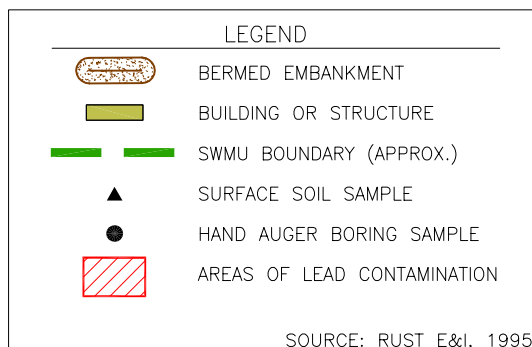 LEGEND
BERMED EMBANKMENT
BUILDING OR STRUCTURE
SWMU BOUNDARY (APPROX.)
SURFACE SOIL SAMPLE
HAND AUGER BORING SAMPLE
AREAS OF LEAD CONTAMINATION
SOURCE: RUST E&I, 1995